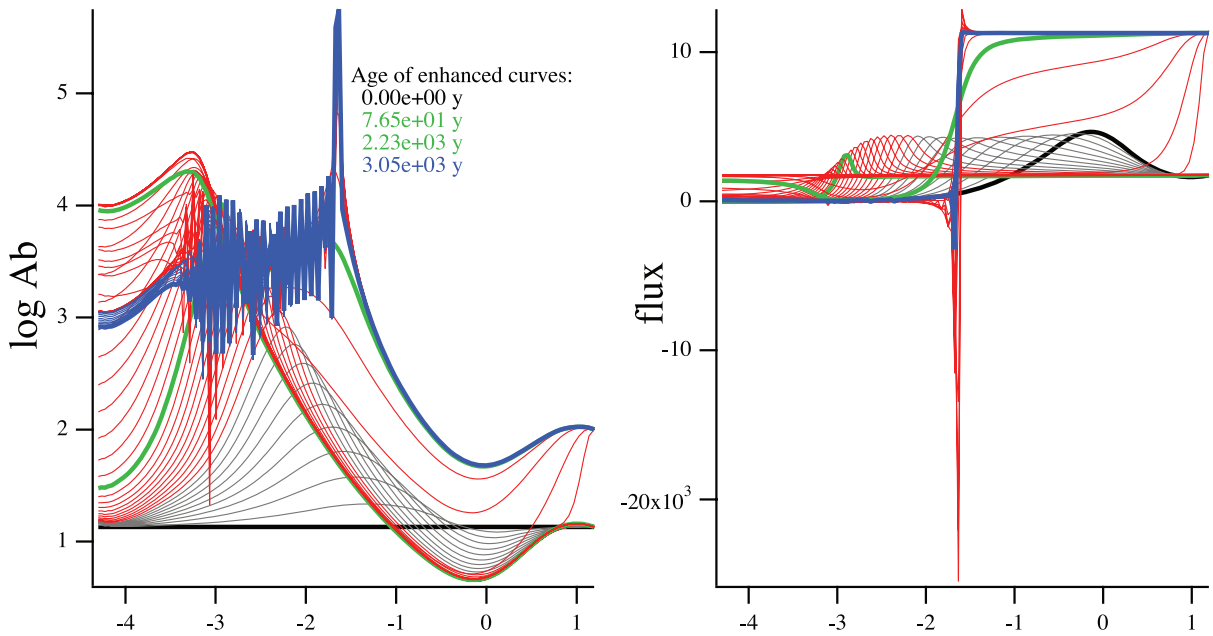 log Ab
5
4
3
2
1
Age of enhanced curves:
0.00e+00 y
7.65e+01 y
2.23e+03 y
3.05e+03 y
-4
-3
-2
-1
0
1
flux
10
0
-10
-20x10³
-4
-3
-2
-1
0
1